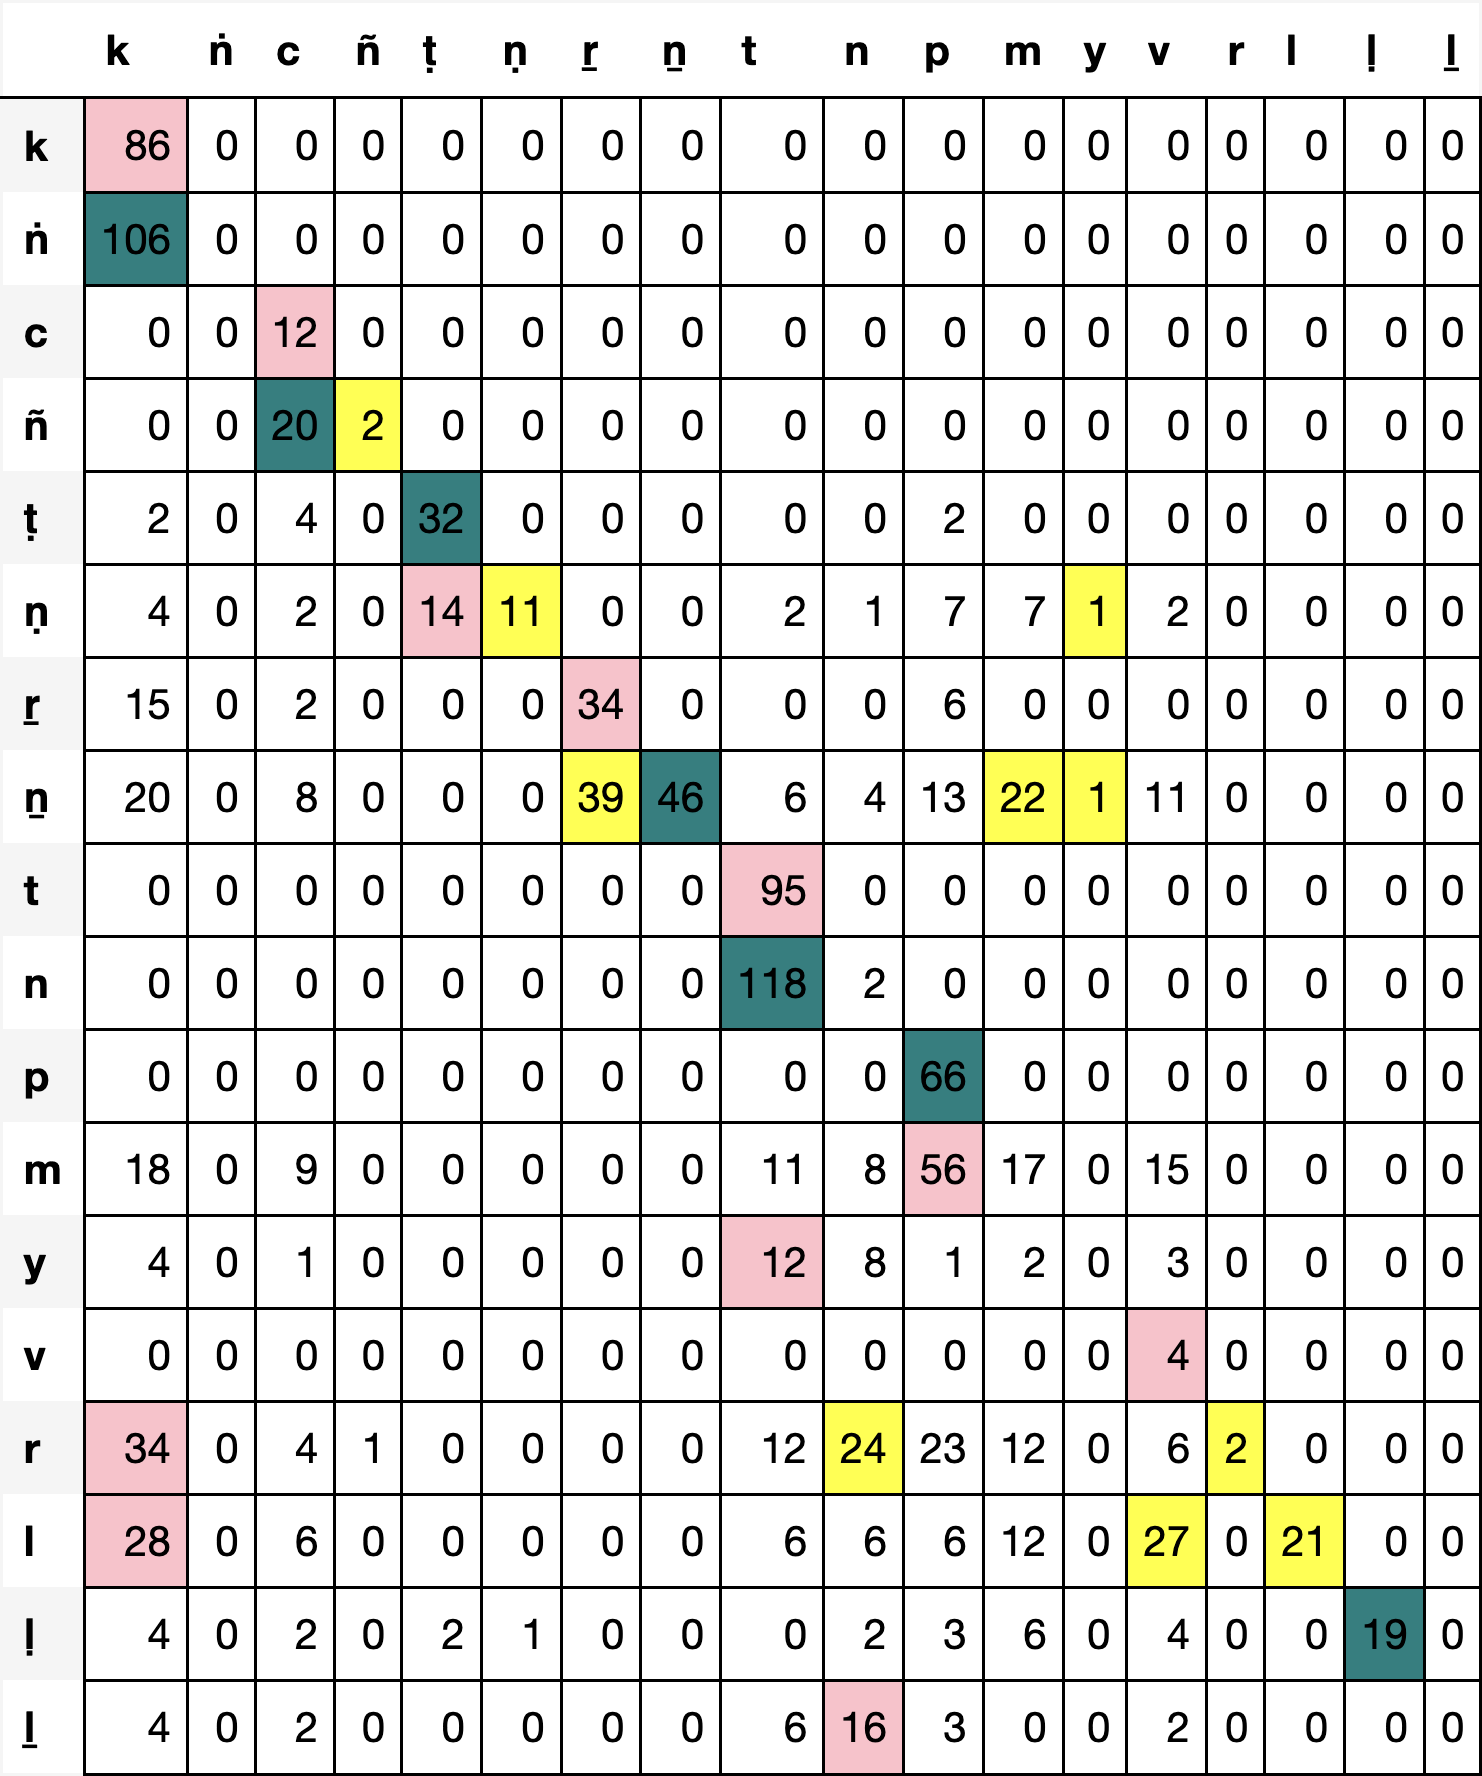 k ṅ c ñ ṭ ṇ ṟ ṉ t n p m y v r l ḷ ḻ
k 86 0 0 0 0 0 0 0 0 0 0 0 0 0 0 0 0 0
ṅ 106 0 0 0 0 0 0 0 0 0 0 0 0 0 0 0 0 0
c 0 0 12 0 0 0 0 0 0 0 0 0 0 0 0 0 0 0
ñ 0 0 20 2 0 0 0 0 0 0 0 0 0 0 0 0 0 0
ṭ 2 0 4 0 32 0 0 0 0 0 2 0 0 0 0 0 0 0
ṇ 4 0 2 0 14 11 0 0 2 1 7 7 1 2 0 0 0 0
ṟ 15 0 2 0 0 0 34 0 0 0 6 0 0 0 0 0 0 0
ṉ 20 0 8 0 0 0 39 46 6 4 13 22 1 11 0 0 0 0
t 0 0 0 0 0 0 0 0 95 0 0 0 0 0 0 0 0 0
n 0 0 0 0 0 0 0 0 118 2 0 0 0 0 0 0 0 0
p 0 0 0 0 0 0 0 0 0 0 66 0 0 0 0 0 0 0
m 18 0 9 0 0 0 0 0 11 8 56 17 0 15 0 0 0 0
y 4 0 1 0 0 0 0 0 12 8 1 2 0 3 0 0 0 0
v 0 0 0 0 0 0 0 0 0 0 0 0 0 4 0 0 0 0
r 34 0 4 1 0 0 0 0 12 24 23 12 0 6 2 0 0 0
l 28 0 6 0 0 0 0 0 6 6 6 12 0 27 0 21 0 0
ḷ 4 0 2 0 2 1 0 0 0 2 3 6 0 4 0 0 19 0
ḻ 4 0 2 0 0 0 0 0 6 16 3 0 0 2 0 0 0 0